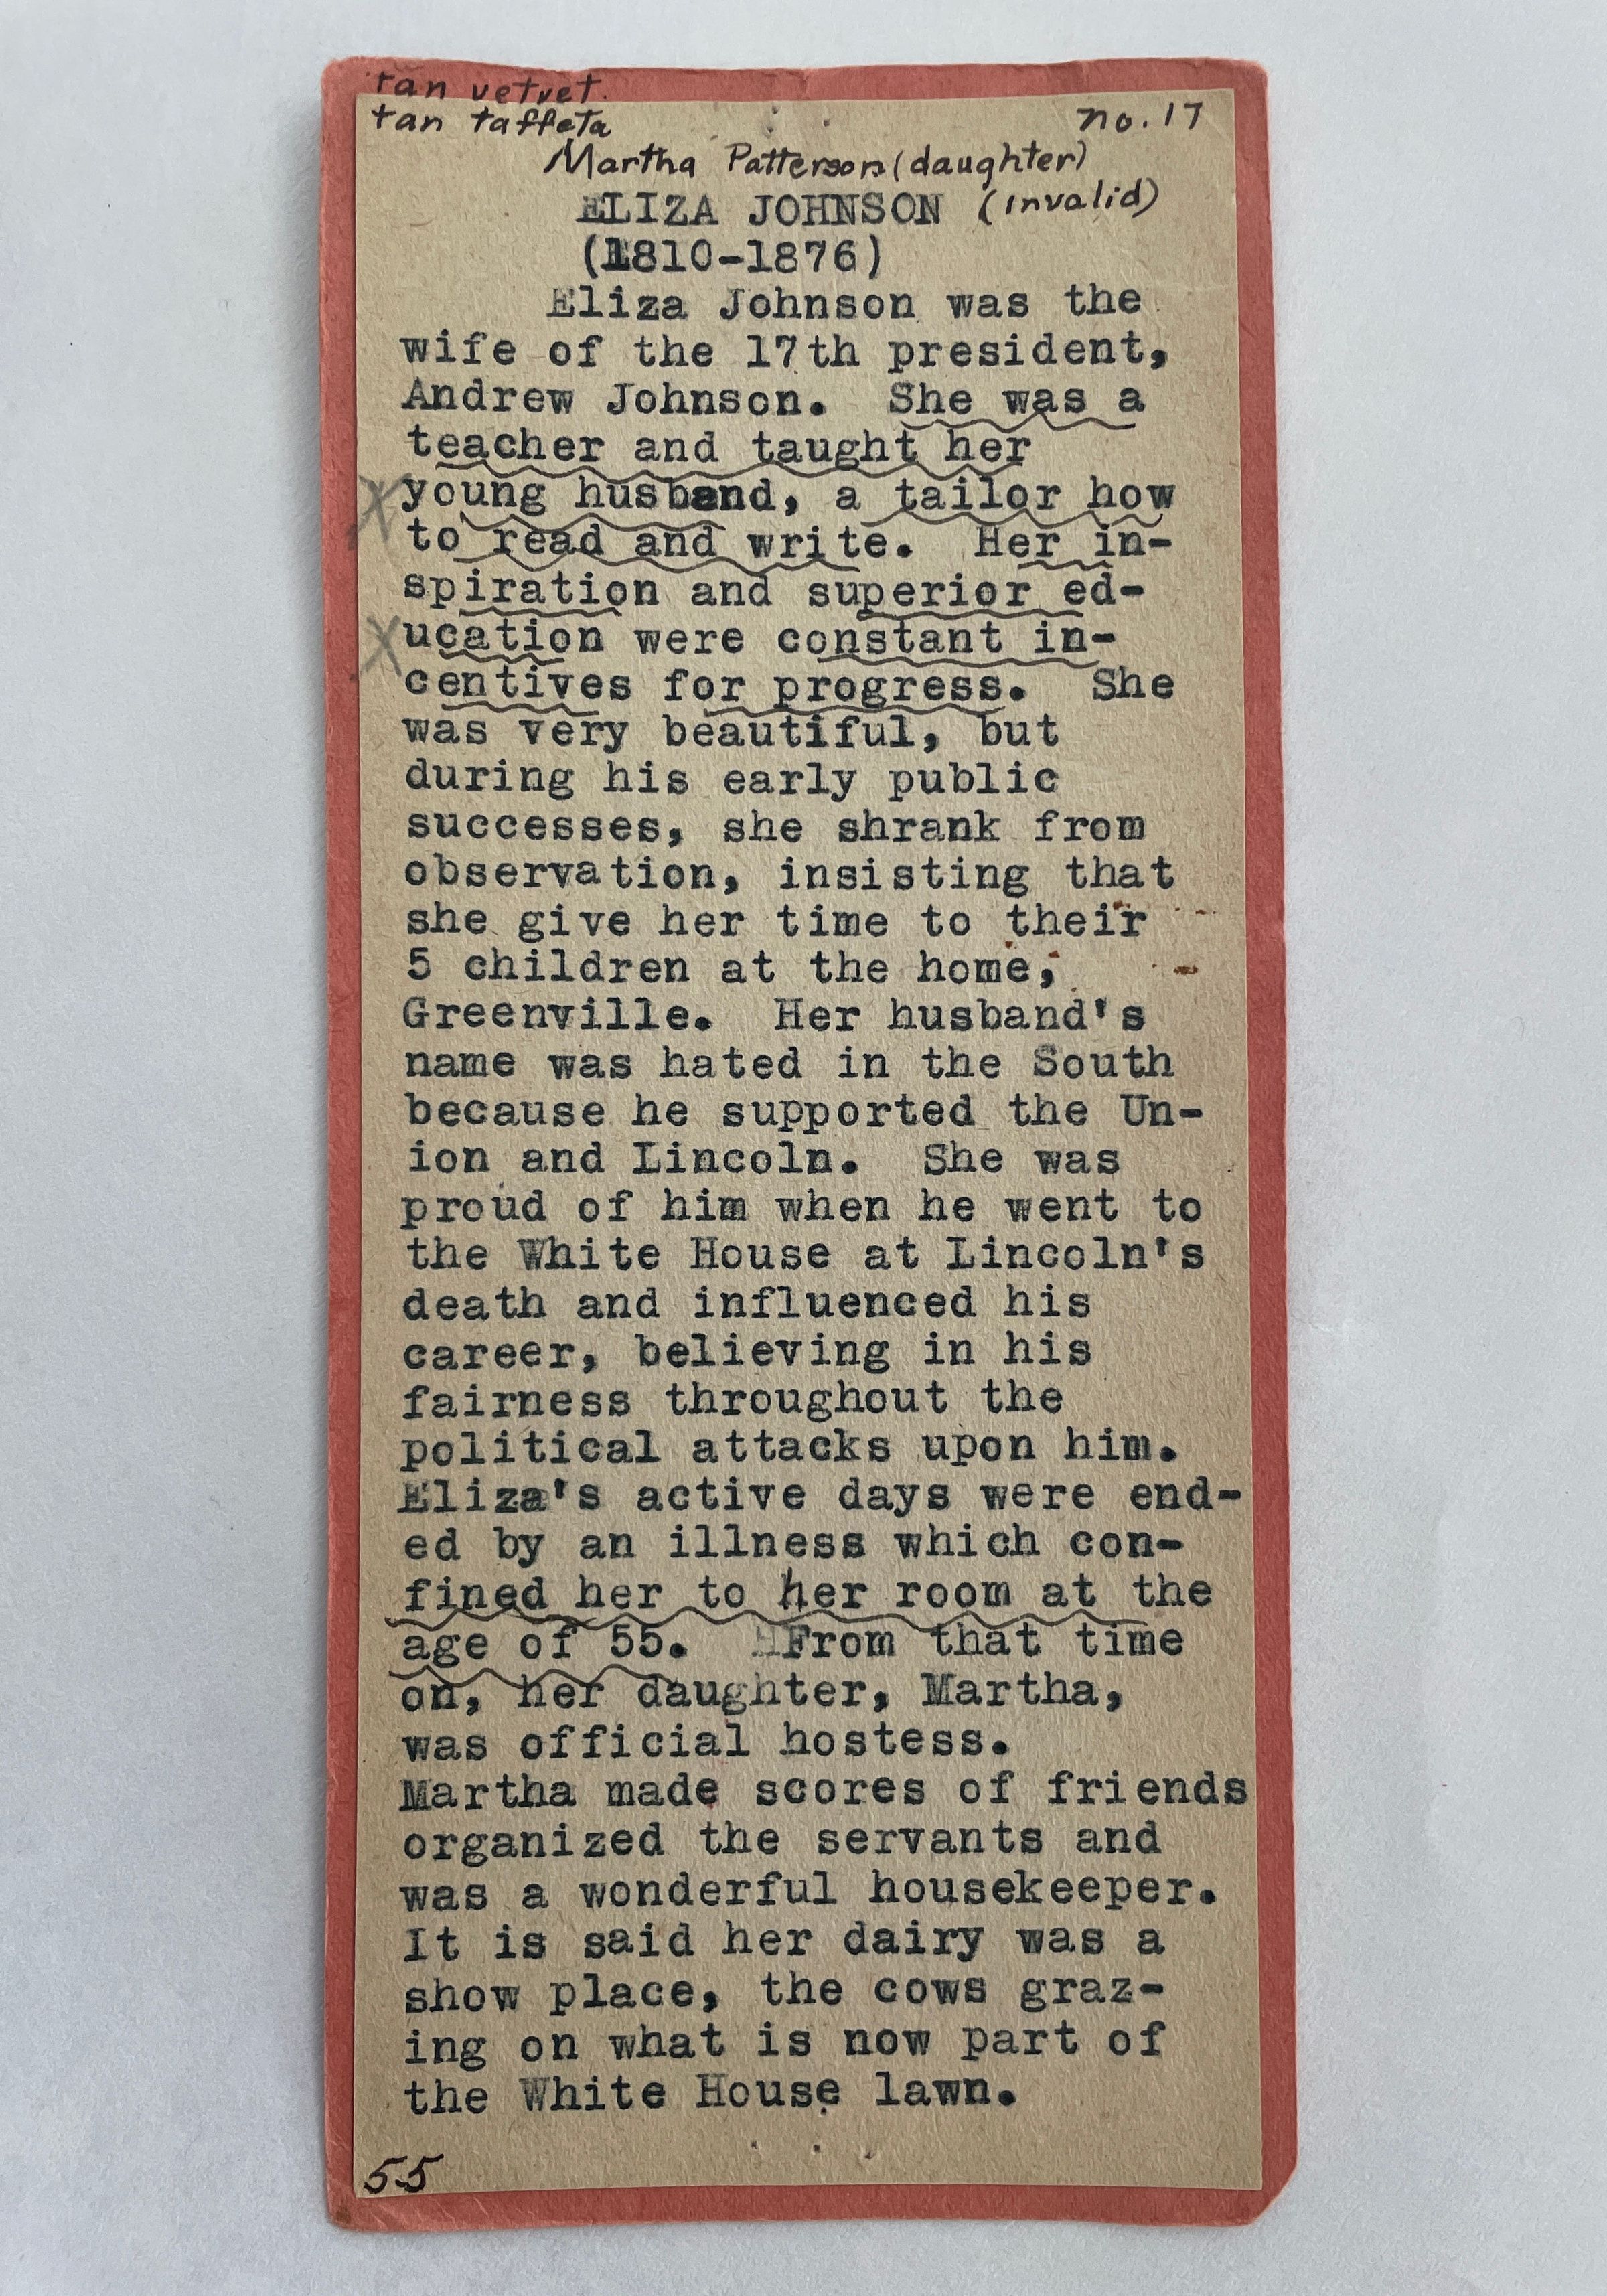 tan velvet.
tan taffeta
no. 17
Martha Patterson (daughter)
ELIZA JOHNSON (invalid)
(1810-1876)
Eliza Johnson was the
wife of the 17th president,
Andrew Johnson. She was a
teacher and taught her
young husband, a tailor how
to read and write. Her in-
spiration and superior ed-
ucation were constant in-
centives for progress. She
was very beautiful, but
during his early public
successes, she shrank from
observation, insisting that
she give her time to their
5 children at the home,
Greenville. Her husband's
name was hated in the South
because he supported the Un-
ion and Lincoln. She was
proud of him when he went to
the White House at Lincoln's
death and influenced his
career, believing in his
fairness throughout the
political attacks upon him.
Eliza's active days were end-
ed by an illness which con-
fined her to her room at the
age of 55. From that time
on, her daughter, Martha,
was official hostess.
Martha made scores of friends
organized the servants and
was a wonderful housekeeper.
It is said her dairy was a
show place, the cows graz-
ing on what is now part of
the White House lawn.
55